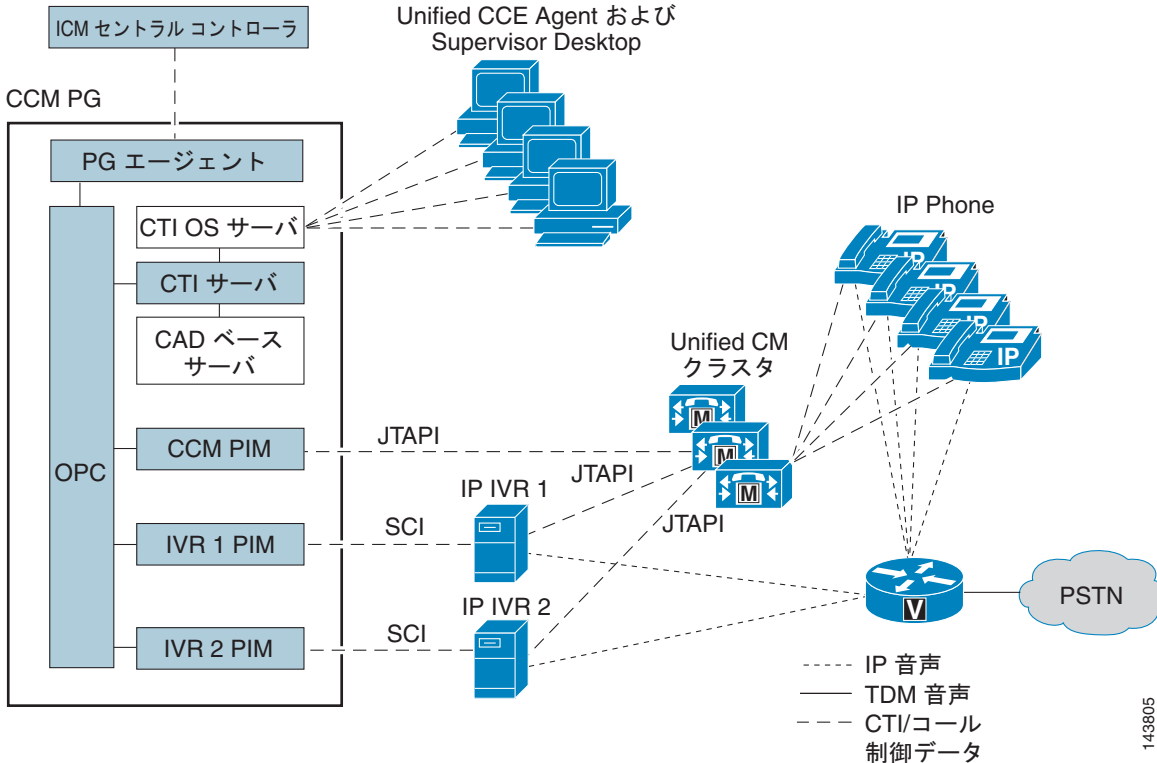 ICM セントラル コントローラ
Unified CCE Agent および
Supervisor Desktop
CCM PG
PG エージェント
CTI OS サーバ
CTI サーバ
CAD ベース
サーバ
OPC
CCM PIM
IVR 1 PIM
IVR 2 PIM
JTAPI
SCI
SCI
IP IVR 1
IP IVR 2
JTAPI
JTAPI
Unified CM
クラスタ
M
M
M
IP Phone
IP
IP
IP
IP
V
PSTN
IP 音声
TDM 音声
CTI/コール
制御データ
143805